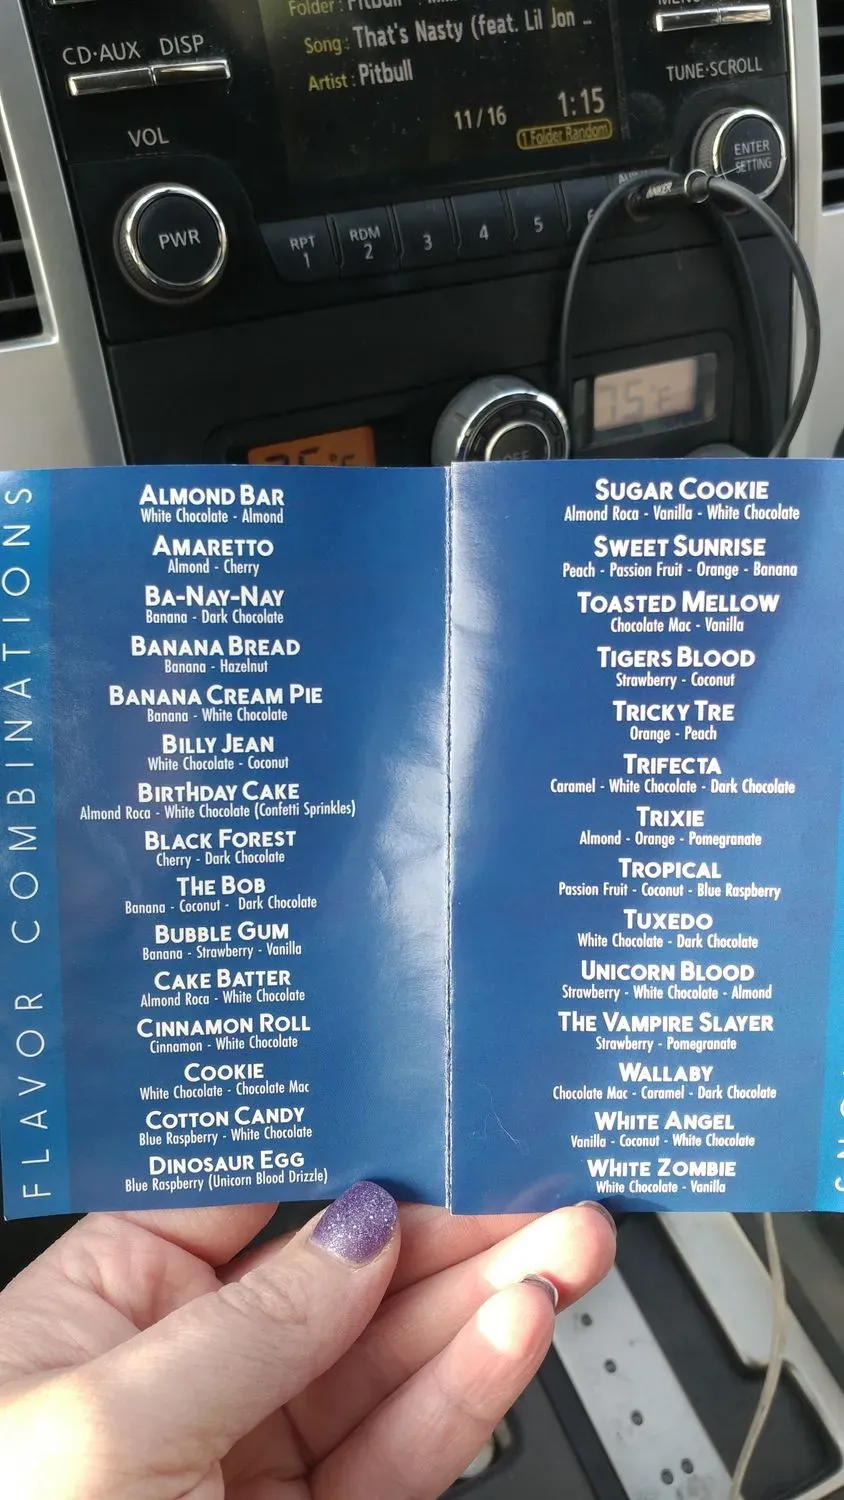 Folder: Pitbull
Song: That's Nasty (feat. Lil Jon ...
Artist: Pitbull
CD·AUX DISP
MENU
TUNE·SCROLL
11/16 1:15
1 Folder Random
VOL
PWR
ENTER
SETTING
ANKER
RPT
1
RDM
2
3
4
5
6
AUX
75°F
75°F
OFF
FLAVOR COMBINATIONS
ALMOND BAR
White Chocolate - Almond
AMARETTO
Almond - Cherry
BA-NAY-NAY
Banana - Dark Chocolate
BANANA BREAD
Banana - Hazelnut
BANANA CREAM PIE
Banana - White Chocolate
BILLY JEAN
White Chocolate - Coconut
BIRTHDAY CAKE
Almond Roca - White Chocolate (Confetti Sprinkles)
BLACK FOREST
Cherry - Dark Chocolate
THE BOB
Banana - Coconut - Dark Chocolate
BUBBLE GUM
Banana - Strawberry - Vanilla
CAKE BATTER
Almond Roca - White Chocolate
CINNAMON ROLL
Cinnamon - White Chocolate
COOKIE
White Chocolate - Chocolate Mac
COTTON CANDY
Blue Raspberry - White Chocolate
DINOSAUR EGG
Blue Raspberry (Unicorn Blood Drizzle)
SUGAR COOKIE
Almond Roca - Vanilla - White Chocolate
SWEET SUNRISE
Peach - Passion Fruit - Orange - Banana
TOASTED MELLOW
Chocolate Mac - Vanilla
TIGERS BLOOD
Strawberry - Coconut
TRICKY TRE
Orange - Peach
TRIFECTA
Caramel - White Chocolate - Dark Chocolate
TRIXIE
Almond - Orange - Pomegranate
TROPICAL
Passion Fruit - Coconut - Blue Raspberry
TUXEDO
White Chocolate - Dark Chocolate
UNICORN BLOOD
Strawberry - White Chocolate - Almond
THE VAMPIRE SLAYER
Strawberry - Pomegranate
WALLABY
Chocolate Mac - Caramel - Dark Chocolate
WHITE ANGEL
Vanilla - Coconut - White Chocolate
WHITE ZOMBIE
White Chocolate - Vanilla